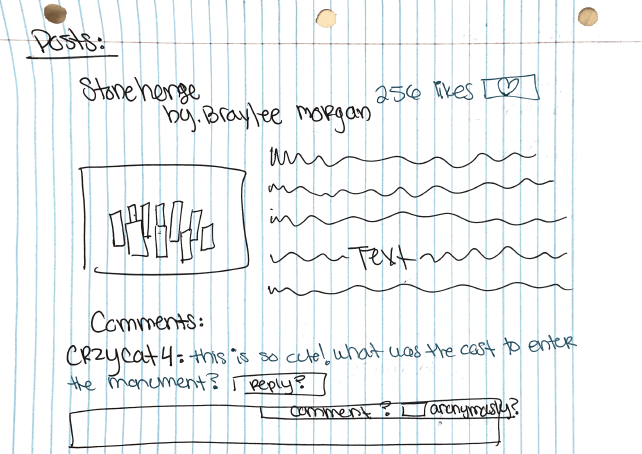 Posts:
Stonehenge
by. Braylee Morgan
256 likes
Text
Comments:
CRZYCat4: this is so cute! what was the cost to enter
the monument? reply?
comment? anonymously?